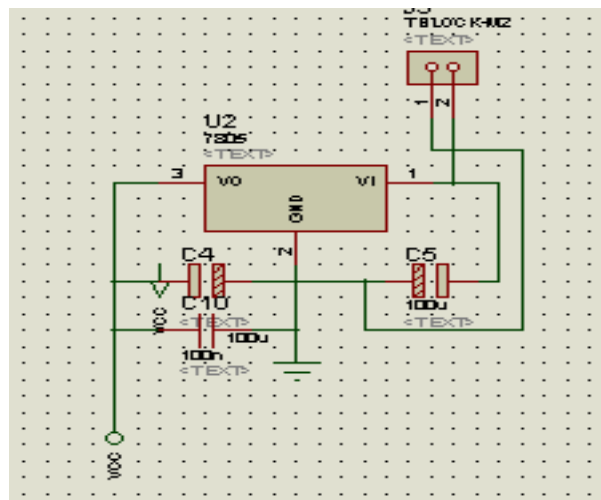 TBLOCK-M2
<TEXT>
1
2
U2
7805
<TEXT>
3
VO
VI
1
GND
2
C4
C5
VCC
C10
100u
<TEXT>
<TEXT>
100u
100n
<TEXT>
VCC